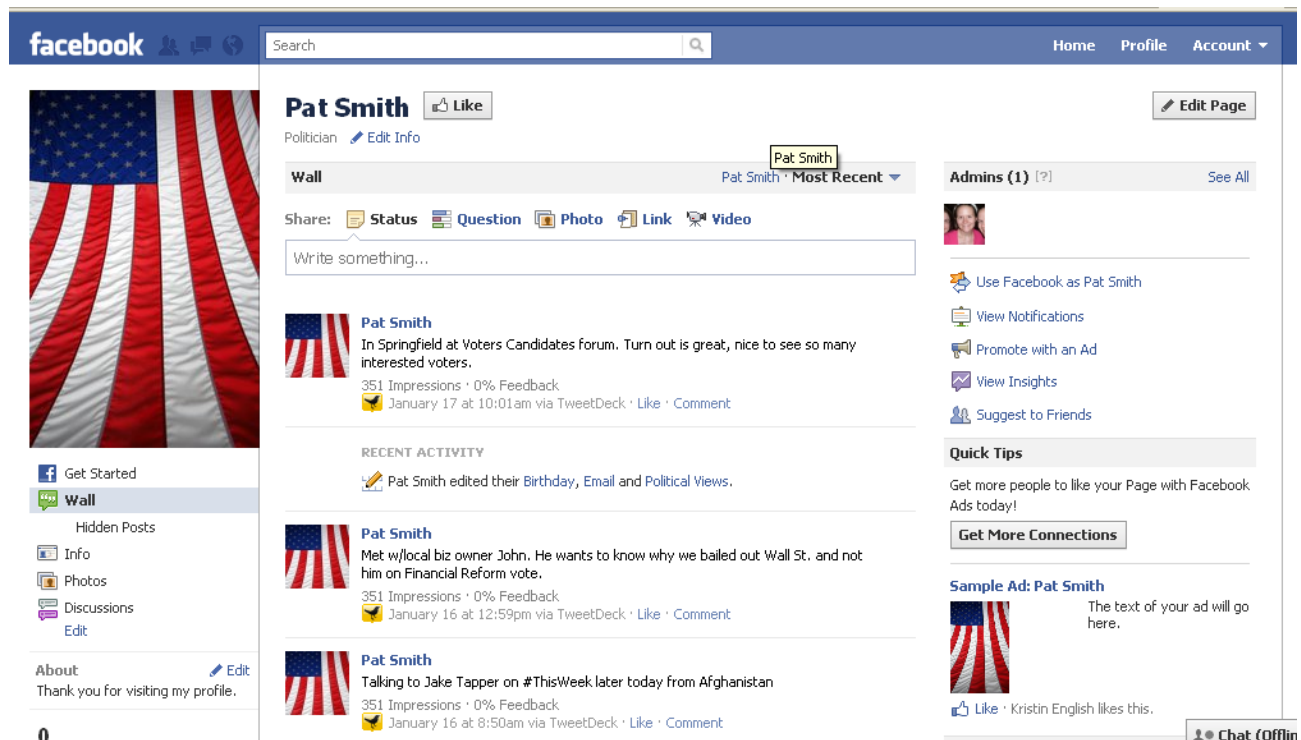 facebook
Search
Home Profile Account
Pat Smith Like
Edit Page
Politician Edit Info
Pat Smith
Wall
Pat Smith · Most Recent
Share: Status Question Photo Link Video
Write something...
Pat Smith
In Springfield at Voters Candidates forum. Turn out is great, nice to see so many
interested voters.
351 Impressions · 0% Feedback
January 17 at 10:01am via TweetDeck · Like · Comment
RECENT ACTIVITY
Pat Smith edited their Birthday, Email and Political Views.
Pat Smith
Met w/local biz owner John. He wants to know why we bailed out Wall St. and not
him on Financial Reform vote.
351 Impressions · 0% Feedback
January 16 at 12:59pm via TweetDeck · Like · Comment
Pat Smith
Talking to Jake Tapper on #ThisWeek later today from Afghanistan
351 Impressions · 0% Feedback
January 16 at 8:50am via TweetDeck · Like · Comment
Get Started
Wall
Hidden Posts
Info
Photos
Discussions
Edit
About Edit
Thank you for visiting my profile.
0
Admins (1) [?] See All
Use Facebook as Pat Smith
View Notifications
Promote with an Ad
View Insights
Suggest to Friends
Quick Tips
Get more people to like your Page with Facebook
Ads today!
Get More Connections
Sample Ad: Pat Smith
The text of your ad will go
here.
Like · Kristin English likes this.
Chat (Offlin